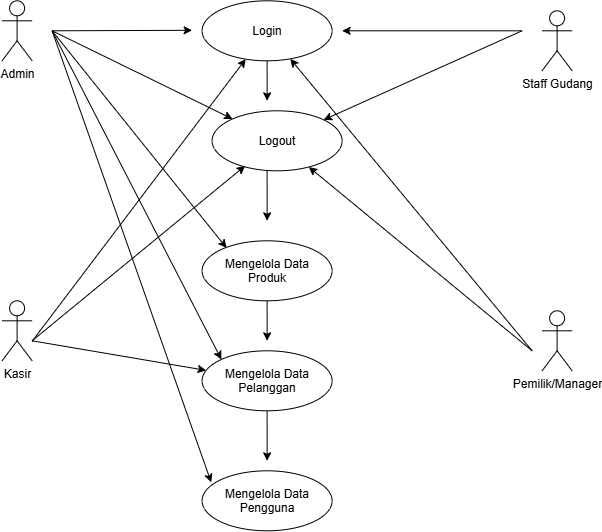 Login
Admin
Staff Gudang
Logout
Mengelola Data
Produk
Kasir
Mengelola Data
Pelanggan
Pemilik/Manager
Mengelola Data
Pengguna